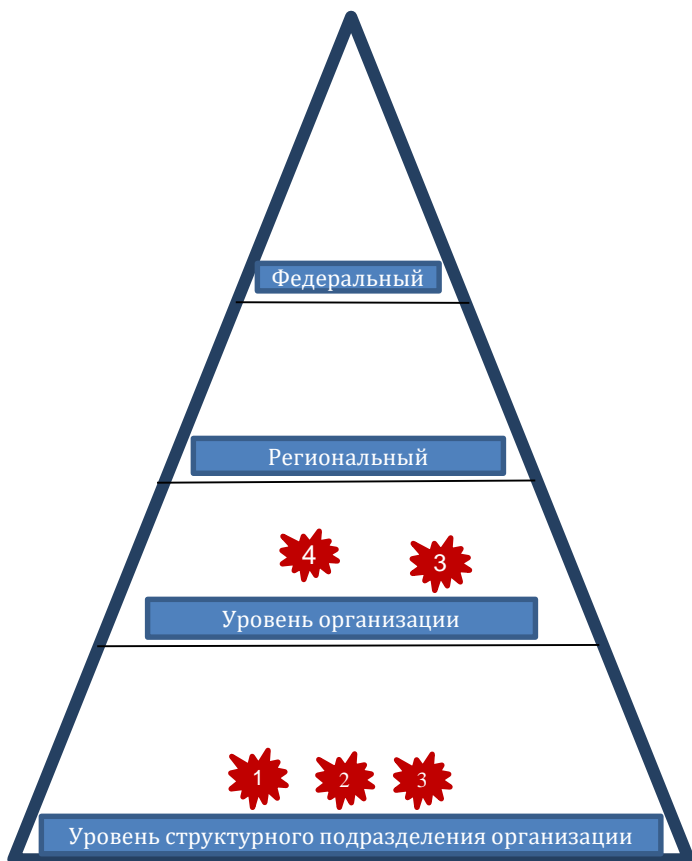 Федеральный
Региональный
4 3
Уровень организации
1 2 3
Уровень структурного подразделения организации